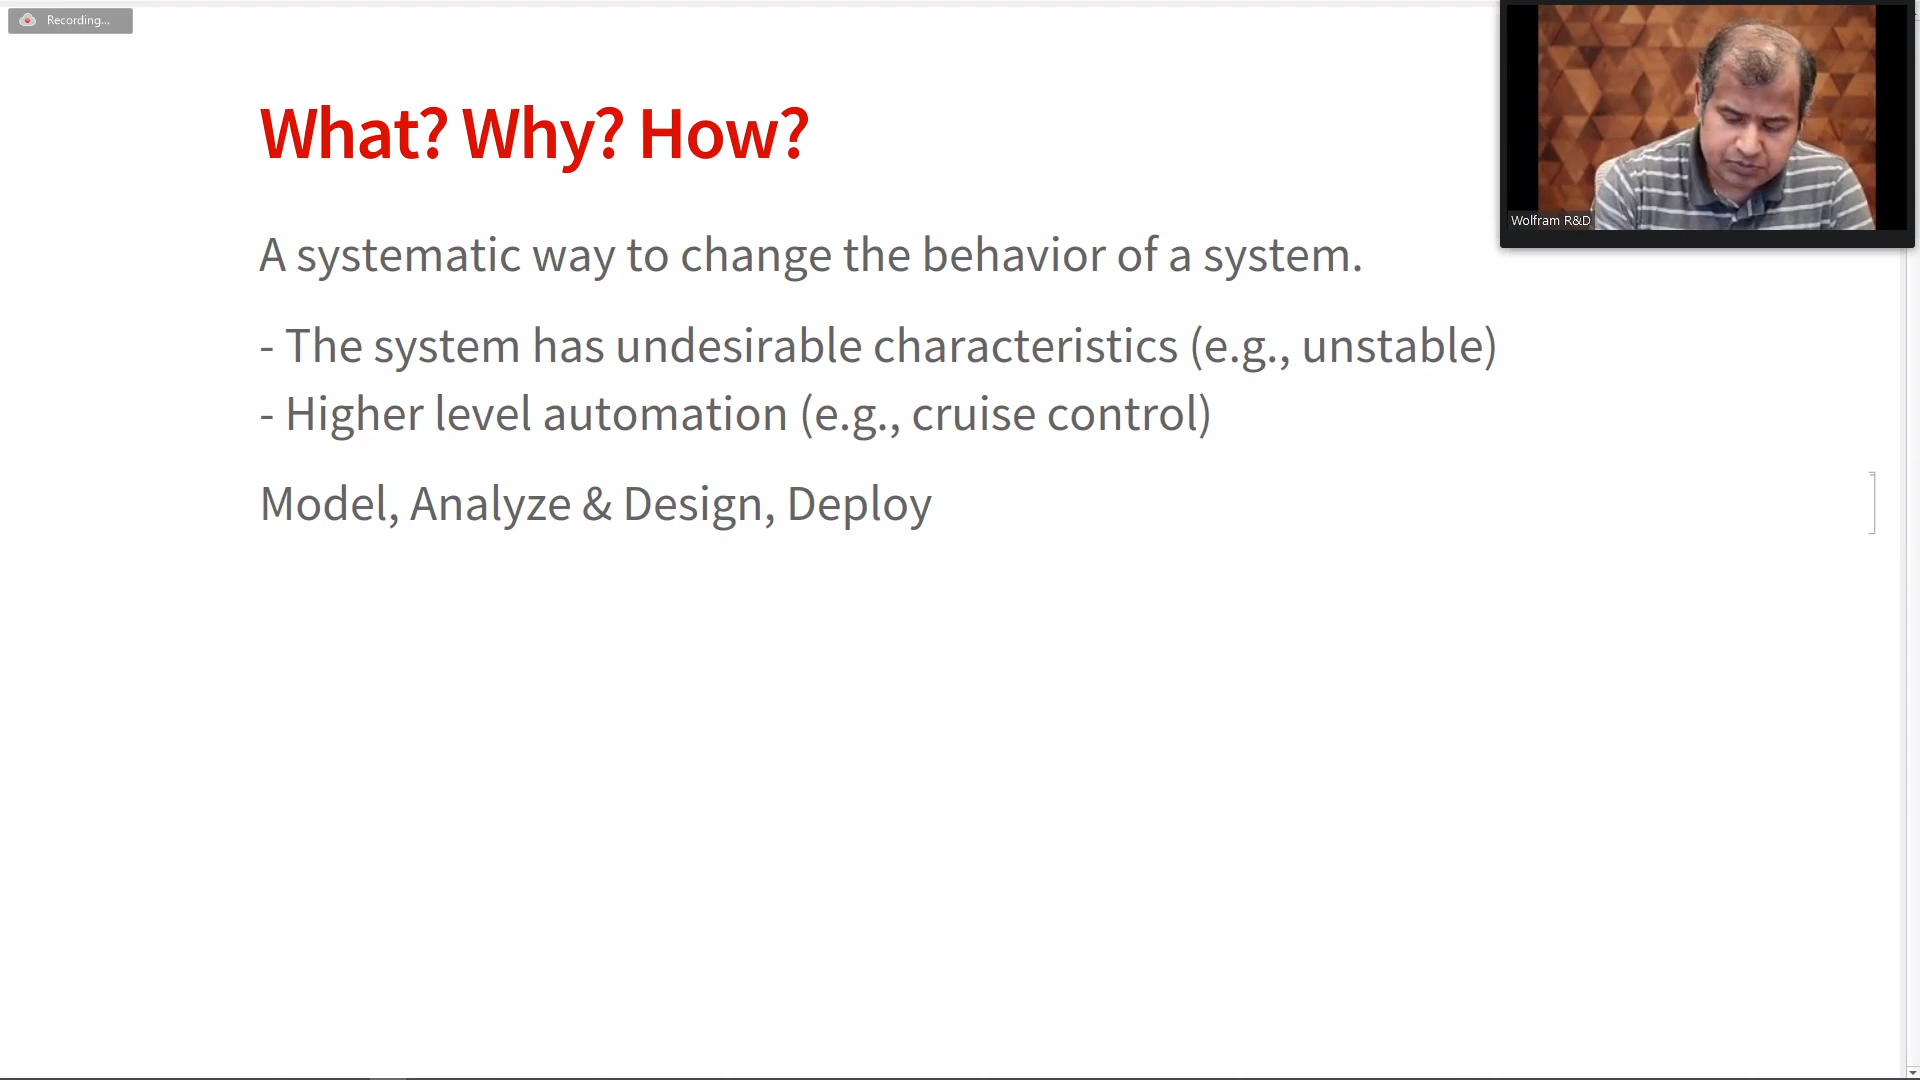 Recording...
What? Why? How?
A systematic way to change the behavior of a system.
- The system has undesirable characteristics (e.g., unstable)
- Higher level automation (e.g., cruise control)
Model, Analyze & Design, Deploy
Wolfram R&D